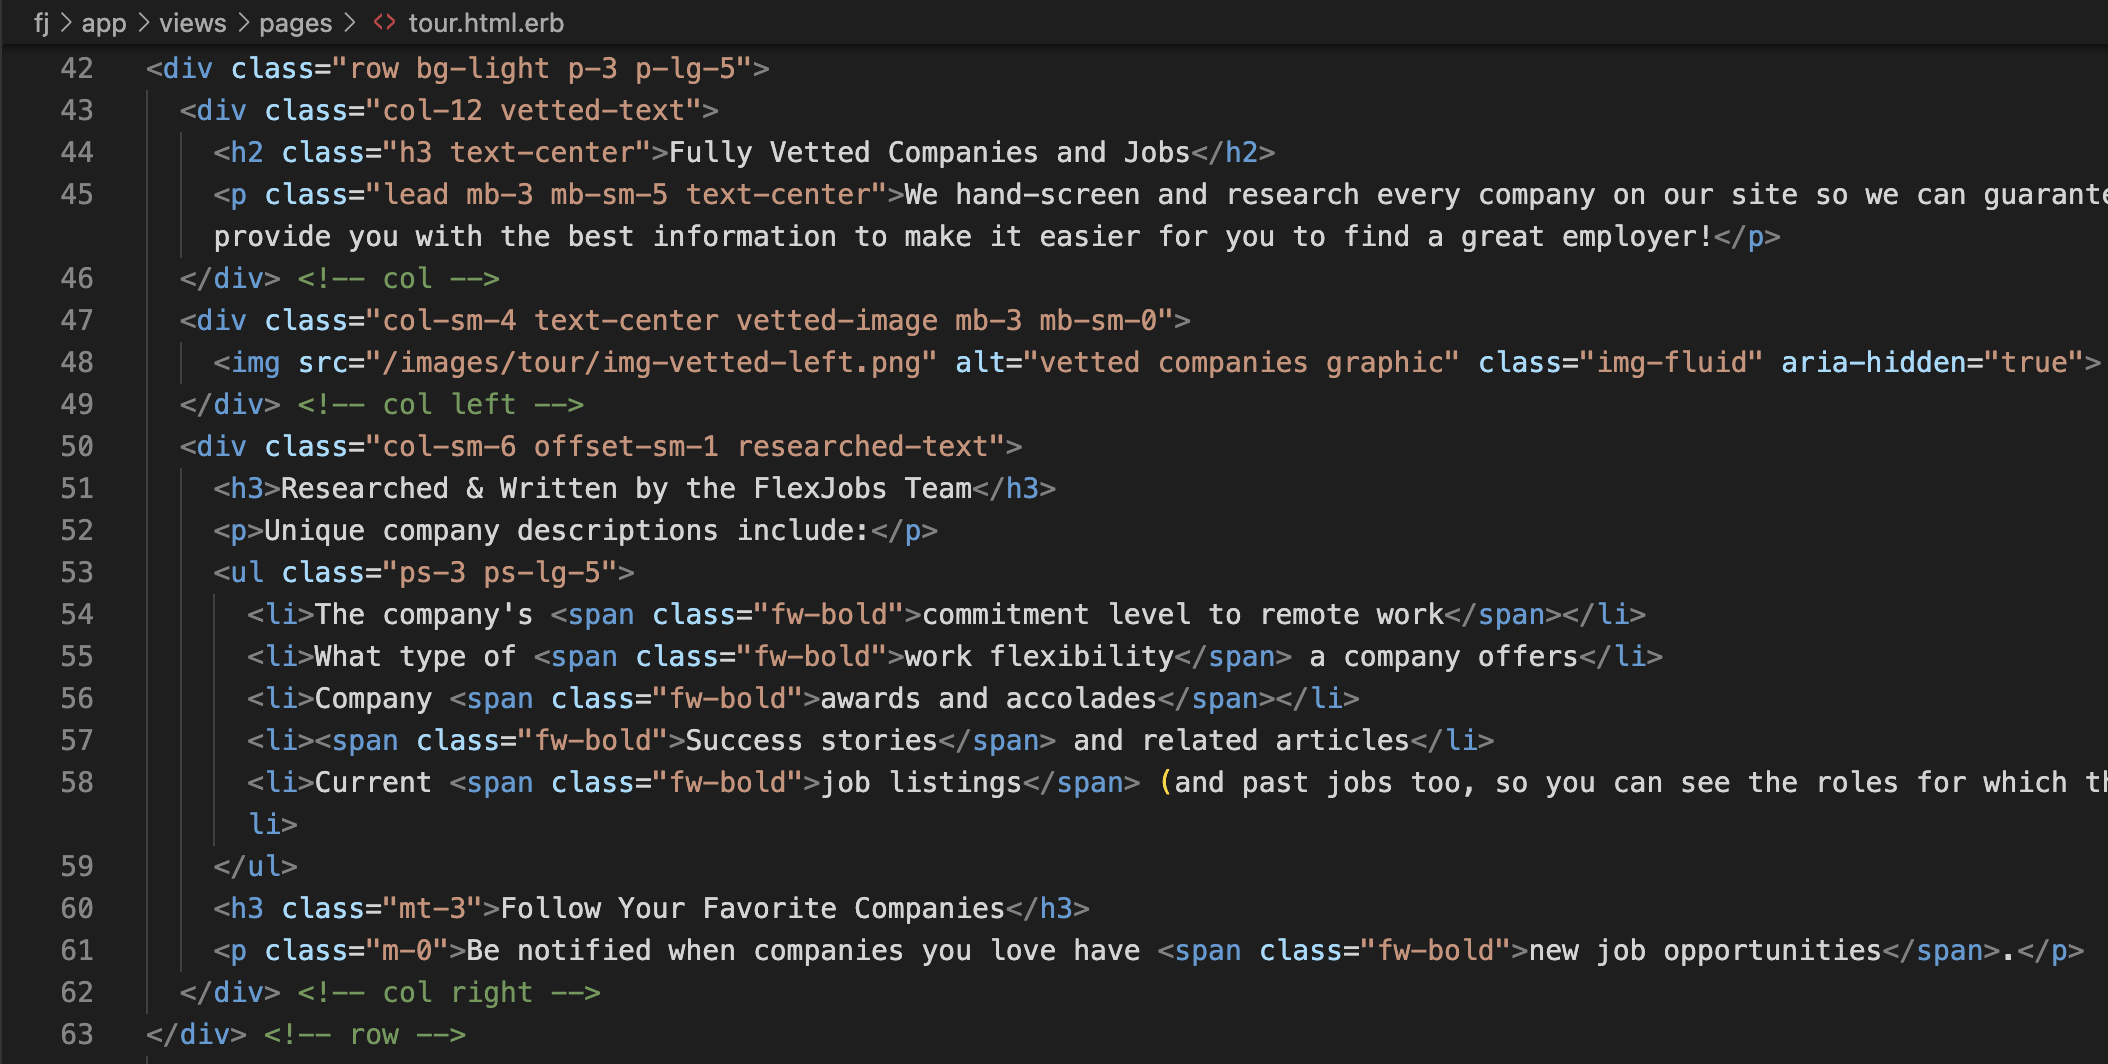 fj > app > views > pages > <> tour.html.erb
42 <div class="row bg-light p-3 p-lg-5">
43 <div class="col-12 vetted-text">
44 <h2 class="h3 text-center">Fully Vetted Companies and Jobs</h2>
45 <p class="lead mb-3 mb-sm-5 text-center">We hand-screen and research every company on our site so we can guarante
provide you with the best information to make it easier for you to find a great employer!</p>
46 </div> <!-- col -->
47 <div class="col-sm-4 text-center vetted-image mb-3 mb-sm-0">
48 <img src="/images/tour/img-vetted-left.png" alt="vetted companies graphic" class="img-fluid" aria-hidden="true">
49 </div> <!-- col left -->
50 <div class="col-sm-6 offset-sm-1 researched-text">
51 <h3>Researched & Written by the FlexJobs Team</h3>
52 <p>Unique company descriptions include:</p>
53 <ul class="ps-3 ps-lg-5">
54 <li>The company's <span class="fw-bold">commitment level to remote work</span></li>
55 <li>What type of <span class="fw-bold">work flexibility</span> a company offers</li>
56 <li>Company <span class="fw-bold">awards and accolades</span></li>
57 <li><span class="fw-bold">Success stories</span> and related articles</li>
58 <li>Current <span class="fw-bold">job listings</span> (and past jobs too, so you can see the roles for which th
li>
59 </ul>
60 <h3 class="mt-3">Follow Your Favorite Companies</h3>
61 <p class="m-0">Be notified when companies you love have <span class="fw-bold">new job opportunities</span>.</p>
62 </div> <!-- col right -->
63 </div> <!-- row -->